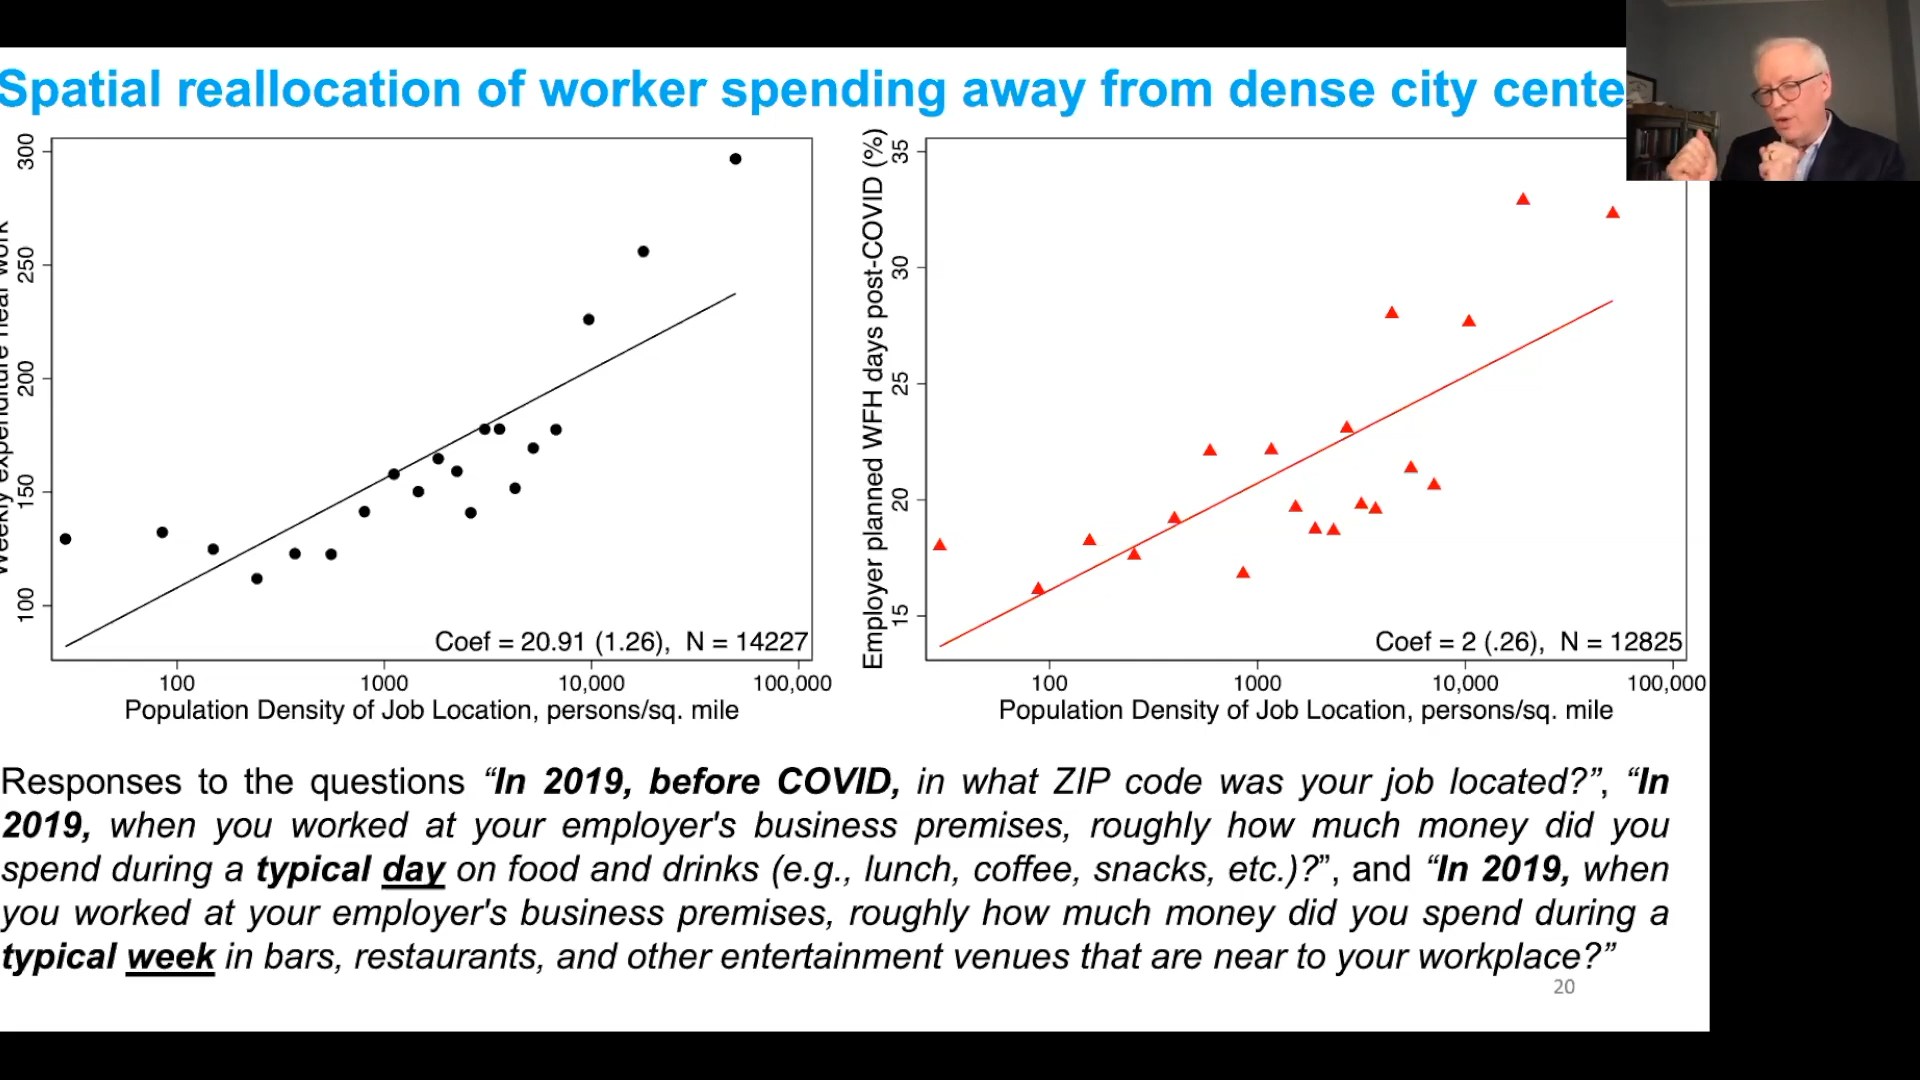 Spatial reallocation of worker spending away from dense city cente
300
250
200
150
100
Weekly expenditure near work
Coef = 20.91 (1.26), N = 14227
100
1000
10,000
100,000
Population Density of Job Location, persons/sq. mile
35
30
25
20
15
Employer planned WFH days post-COVID (%)
Coef = 2 (.26), N = 12825
100
1000
10,000
100,000
Population Density of Job Location, persons/sq. mile
Responses to the questions “In 2019, before COVID, in what ZIP code was your job located?”, “In
2019, when you worked at your employer's business premises, roughly how much money did you
spend during a typical day on food and drinks (e.g., lunch, coffee, snacks, etc.)?”, and “In 2019, when
you worked at your employer's business premises, roughly how much money did you spend during a
typical week in bars, restaurants, and other entertainment venues that are near to your workplace?”
20